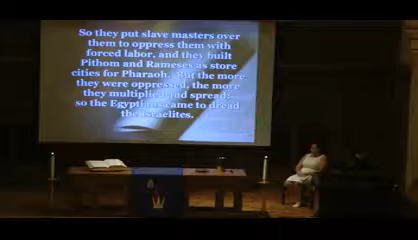 So they put slave masters over
them to oppress them with
forced labor, and they built
Pithom and Rameses as store
cities for Pharaoh. But the more
they were oppressed, the more
they multiplied and spread;
so the Egyptians came to dread
the Israelites.